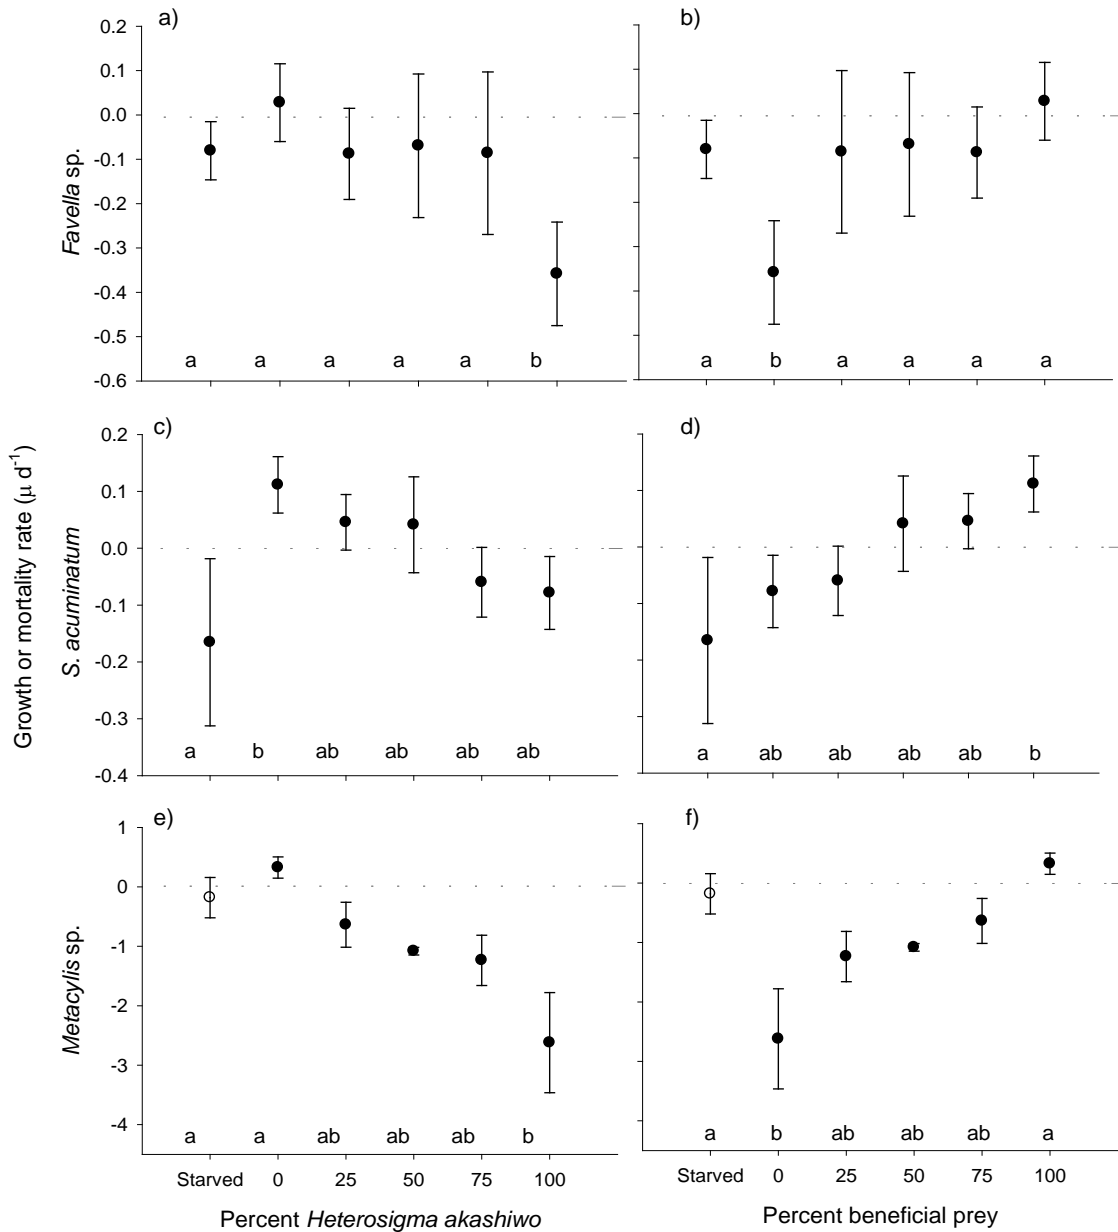 a)
b)
0.2
0.1
0.0
-0.1
-0.2
-0.3
-0.4
-0.5
-0.6
Favella sp.
a a a a a b
a b a a a a
c)
d)
0.2
0.1
0.0
-0.1
-0.2
-0.3
-0.4
Growth or mortality rate (μ d-1)
S. acuminatum
a b ab ab ab ab
a ab ab ab ab b
e)
f)
1
0
-1
-2
-3
-4
Metacylis sp.
a a ab ab ab b
a b ab ab ab a
Starved 0 25 50 75 100
Starved 0 25 50 75 100
Percent Heterosigma akashiwo
Percent beneficial prey